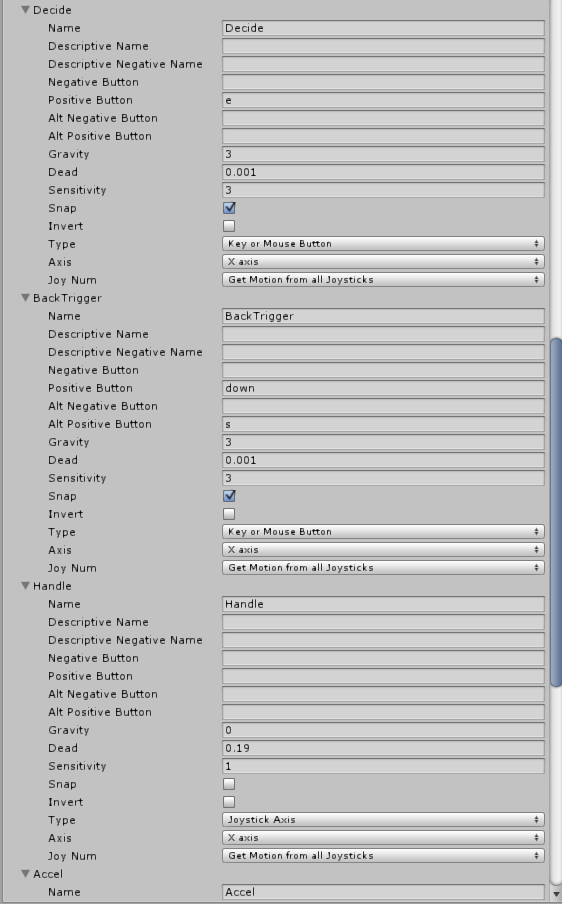 Decide
Name Decide
Descriptive Name
Descriptive Negative Name
Negative Button
Positive Button e
Alt Negative Button
Alt Positive Button
Gravity 3
Dead 0.001
Sensitivity 3
Snap
Invert
Type Key or Mouse Button
Axis X axis
Joy Num Get Motion from all Joysticks
BackTrigger
Name BackTrigger
Descriptive Name
Descriptive Negative Name
Negative Button
Positive Button down
Alt Negative Button
Alt Positive Button s
Gravity 3
Dead 0.001
Sensitivity 3
Snap
Invert
Type Key or Mouse Button
Axis X axis
Joy Num Get Motion from all Joysticks
Handle
Name Handle
Descriptive Name
Descriptive Negative Name
Negative Button
Positive Button
Alt Negative Button
Alt Positive Button
Gravity 0
Dead 0.19
Sensitivity 1
Snap
Invert
Type Joystick Axis
Axis X axis
Joy Num Get Motion from all Joysticks
Accel
Name Accel